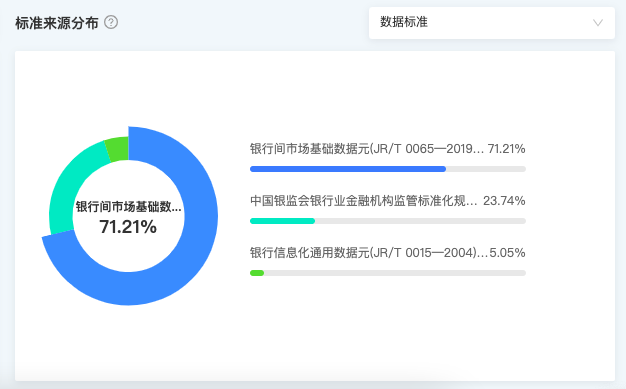 标准来源分布 ?
数据标准
银行间市场基础数据元(JR/T 0065—2019... 71.21%
中国银监会银行业金融机构监管标准化规... 23.74%
银行信息化通用数据元(JR/T 0015—2004)...5.05%
银行间市场基础数...
71.21%